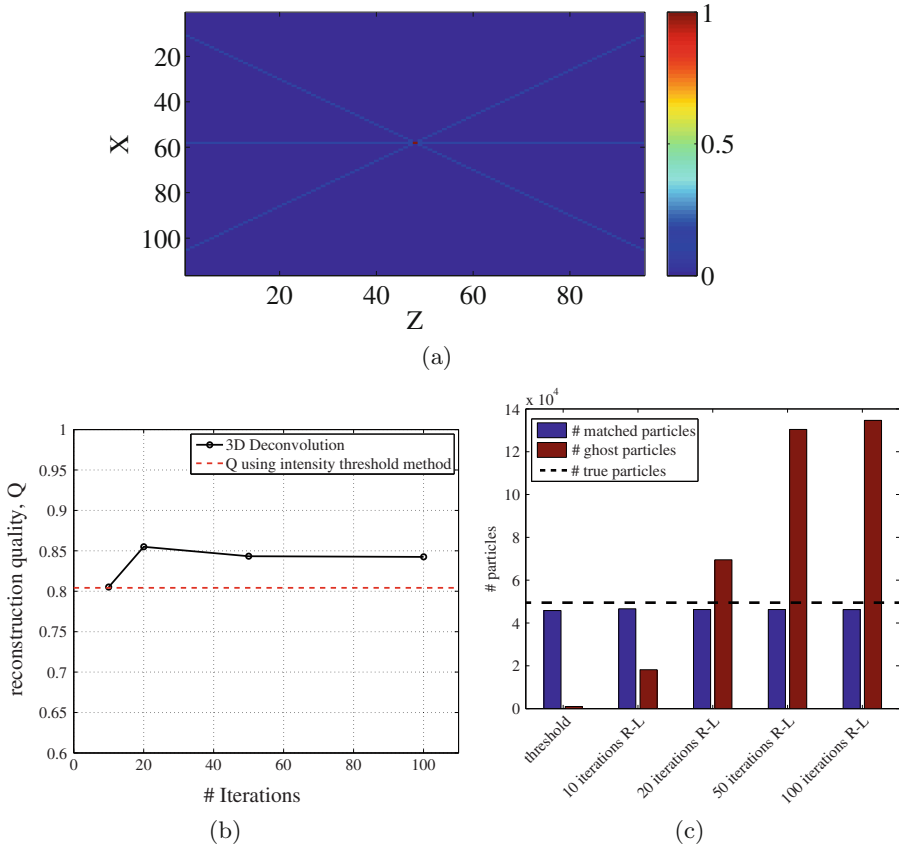 1
20
40
60
80
100
X
0.5
0
20
40
60
80
Z
(a)
1
0.95
0.9
0.85
0.8
0.75
0.7
0.65
0.6
reconstruction quality, Q
3D Deconvolution
Q using intensity threshold method
0
20
40
60
80
100
# Iterations
(b)
x 10^4
14
12
10
8
6
4
2
0
# particles
# matched particles
# ghost particles
# true particles
threshold
10 iterations R-L
20 iterations R-L
50 iterations R-L
100 iterations R-L
(c)